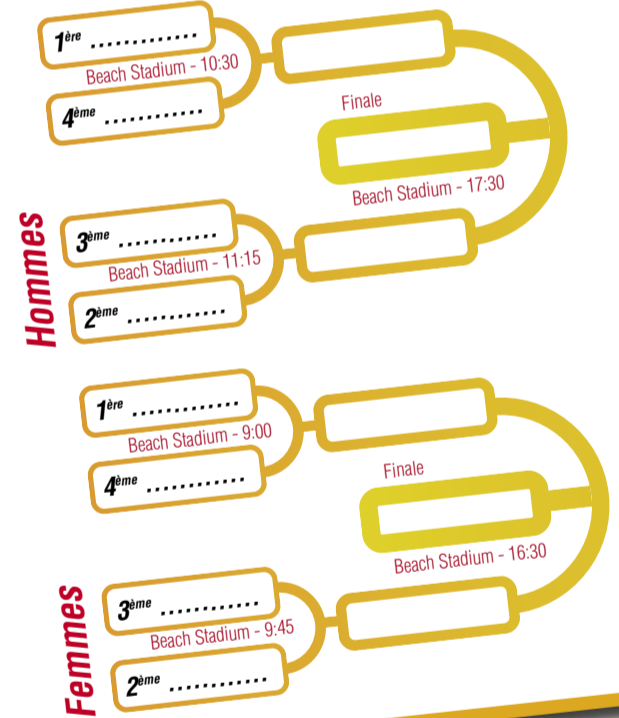 Hommes
1ère .............
Beach Stadium - 10:30
4ème ............
Finale
Beach Stadium - 17:30
3ème ............
Beach Stadium - 11:15
2ème ............
Femmes
1ère .............
Beach Stadium - 9:00
4ème ............
Finale
Beach Stadium - 16:30
3ème ............
Beach Stadium - 9:45
2ème ............